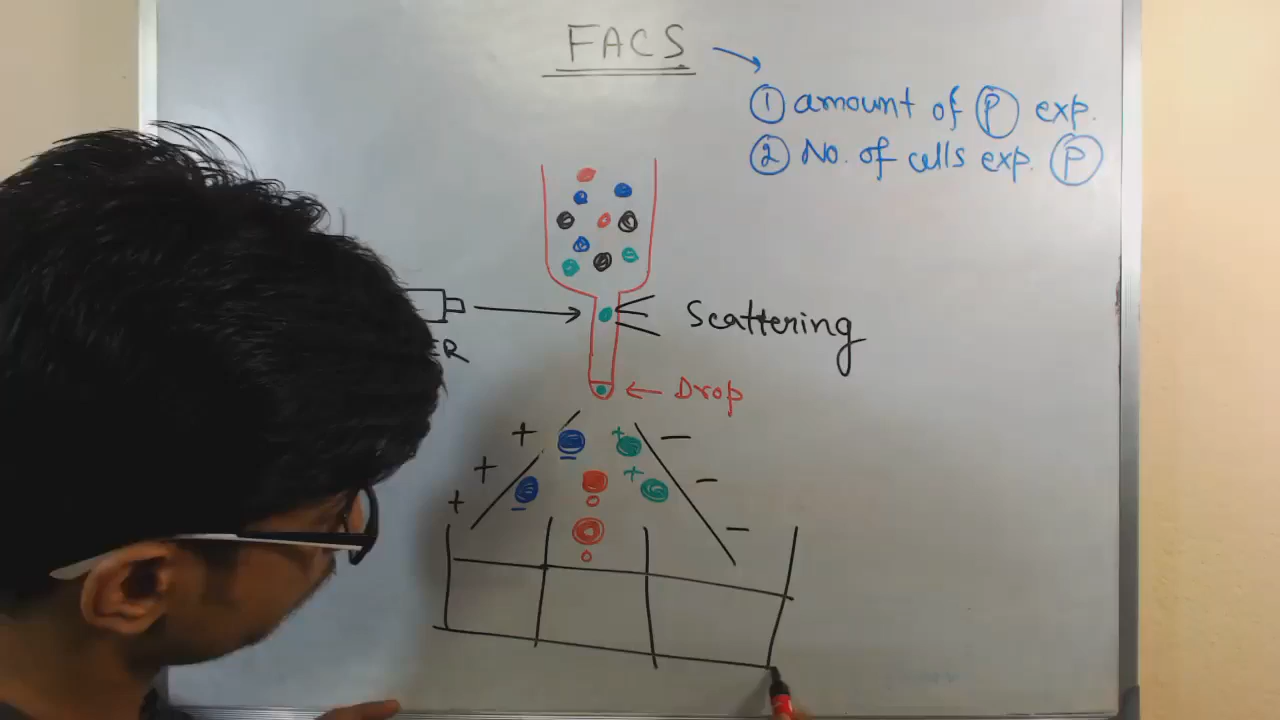 FACS
① amount of Ⓟ exp.
② No. of cells exp. Ⓟ
Scattering
← Drop
+ + −
+ + −
+ − − −